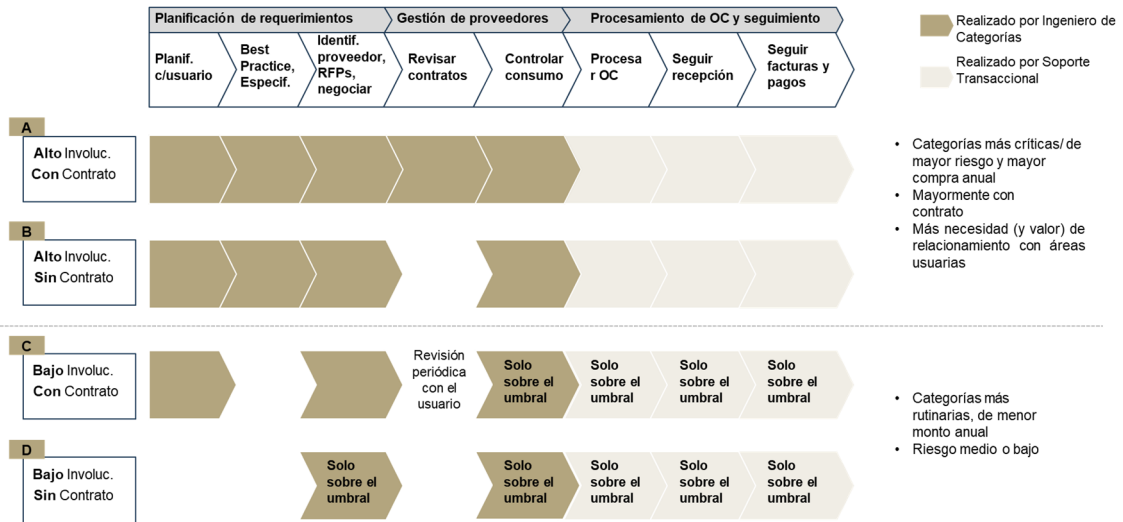 Planificación de requerimientos
Gestión de proveedores
Procesamiento de OC y seguimiento
Planif.
c/usuario
Best
Practice,
Especif.
Identif.
proveedor,
RFPs,
negociar
Revisar
contratos
Controlar
consumo
Procesa
r OC
Seguir
recepción
Seguir
facturas y
pagos
Realizado por Ingeniero de
Categorías
Realizado por Soporte
Transaccional
A
Alto Involuc.
Con Contrato
B
Alto Involuc.
Sin Contrato
• Categorías más críticas/ de
mayor riesgo y mayor
compra anual
• Mayormente con
contrato
• Más necesidad (y valor) de
relacionamiento con áreas
usuarias
C
Bajo Involuc.
Con Contrato
Revisión
periódica
con el
usuario
Solo
sobre el
umbral
Solo
sobre el
umbral
Solo
sobre el
umbral
Solo
sobre el
umbral
D
Bajo Involuc.
Sin Contrato
Solo
sobre el
umbral
Solo
sobre el
umbral
Solo
sobre el
umbral
Solo
sobre el
umbral
Solo
sobre el
umbral
• Categorías más
rutinarias, de menor
monto anual
• Riesgo medio o bajo